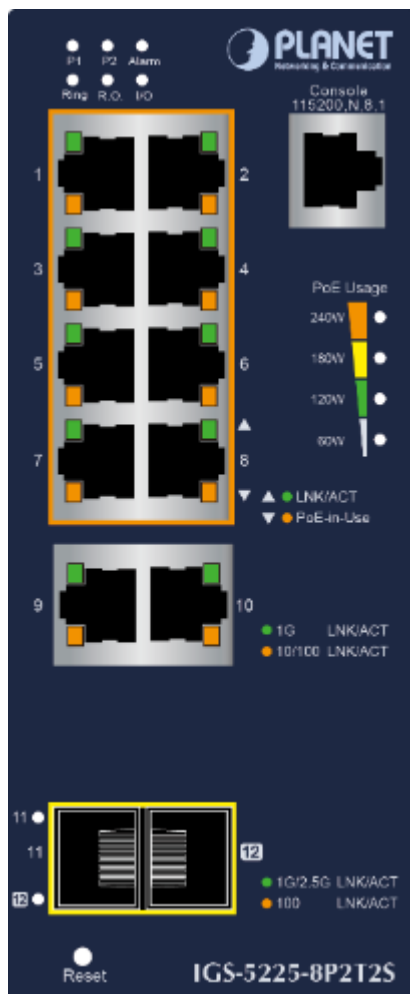 P1 P2 Alarm
Ring R.O. I/O
PLANET
Networking & Communication
Console
115200,N,8,1
1 2
3 4
PoE Usage
240W
180W
120W
60W
5 6
7 8
▲ LNK/ACT
▼ PoE-in-Use
9 10
1G LNK/ACT
10/100 LNK/ACT
11
11 12
12
1G/2.5G LNK/ACT
100 LNK/ACT
Reset
IGS-5225-8P2T2S